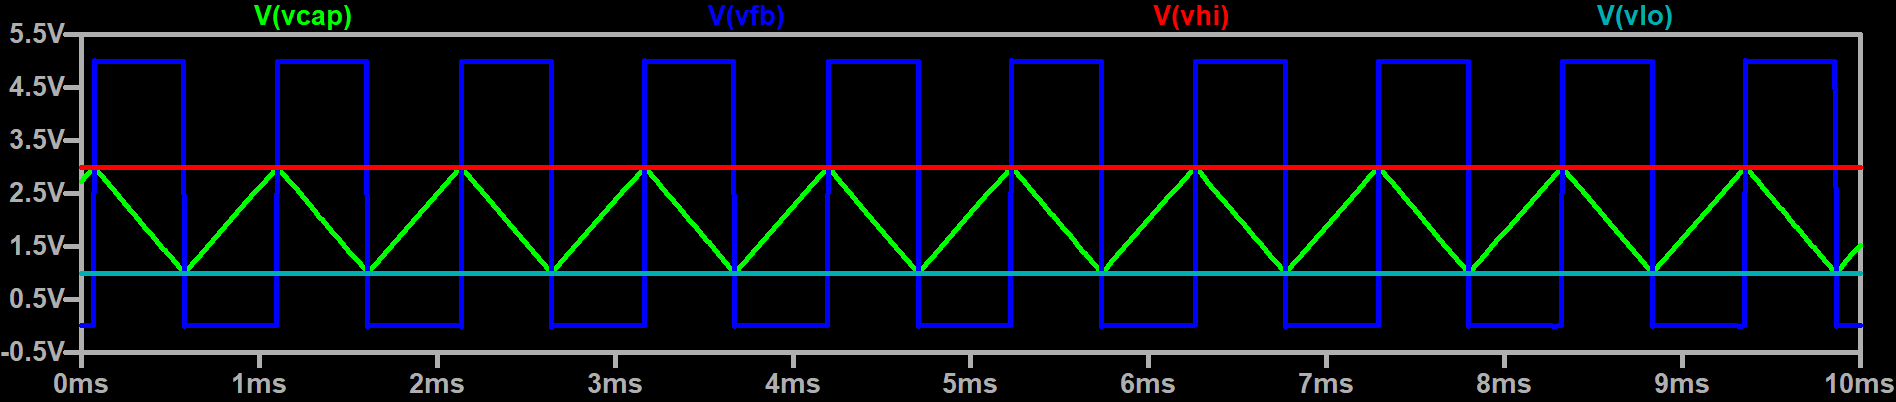 V(vcap) V(vfb) V(vhi) V(vlo)
5.5V
4.5V
3.5V
2.5V
1.5V
0.5V
-0.5V
0ms 1ms 2ms 3ms 4ms 5ms 6ms 7ms 8ms 9ms 10ms